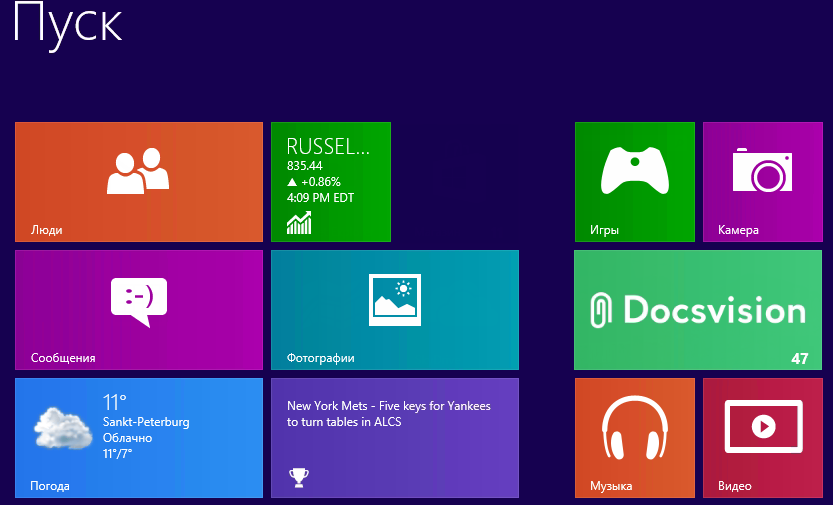 Пуск
Люди
RUSSEL...
835.44
▲ +0.86%
4:09 PM EDT
Игры
Камера
:-)
Сообщения
Фотографии
Docsvision
47
11°
Sankt-Peterburg
Облачно
11°/7°
Погода
New York Mets - Five keys for Yankees
to turn tables in ALCS
Музыка
Видео